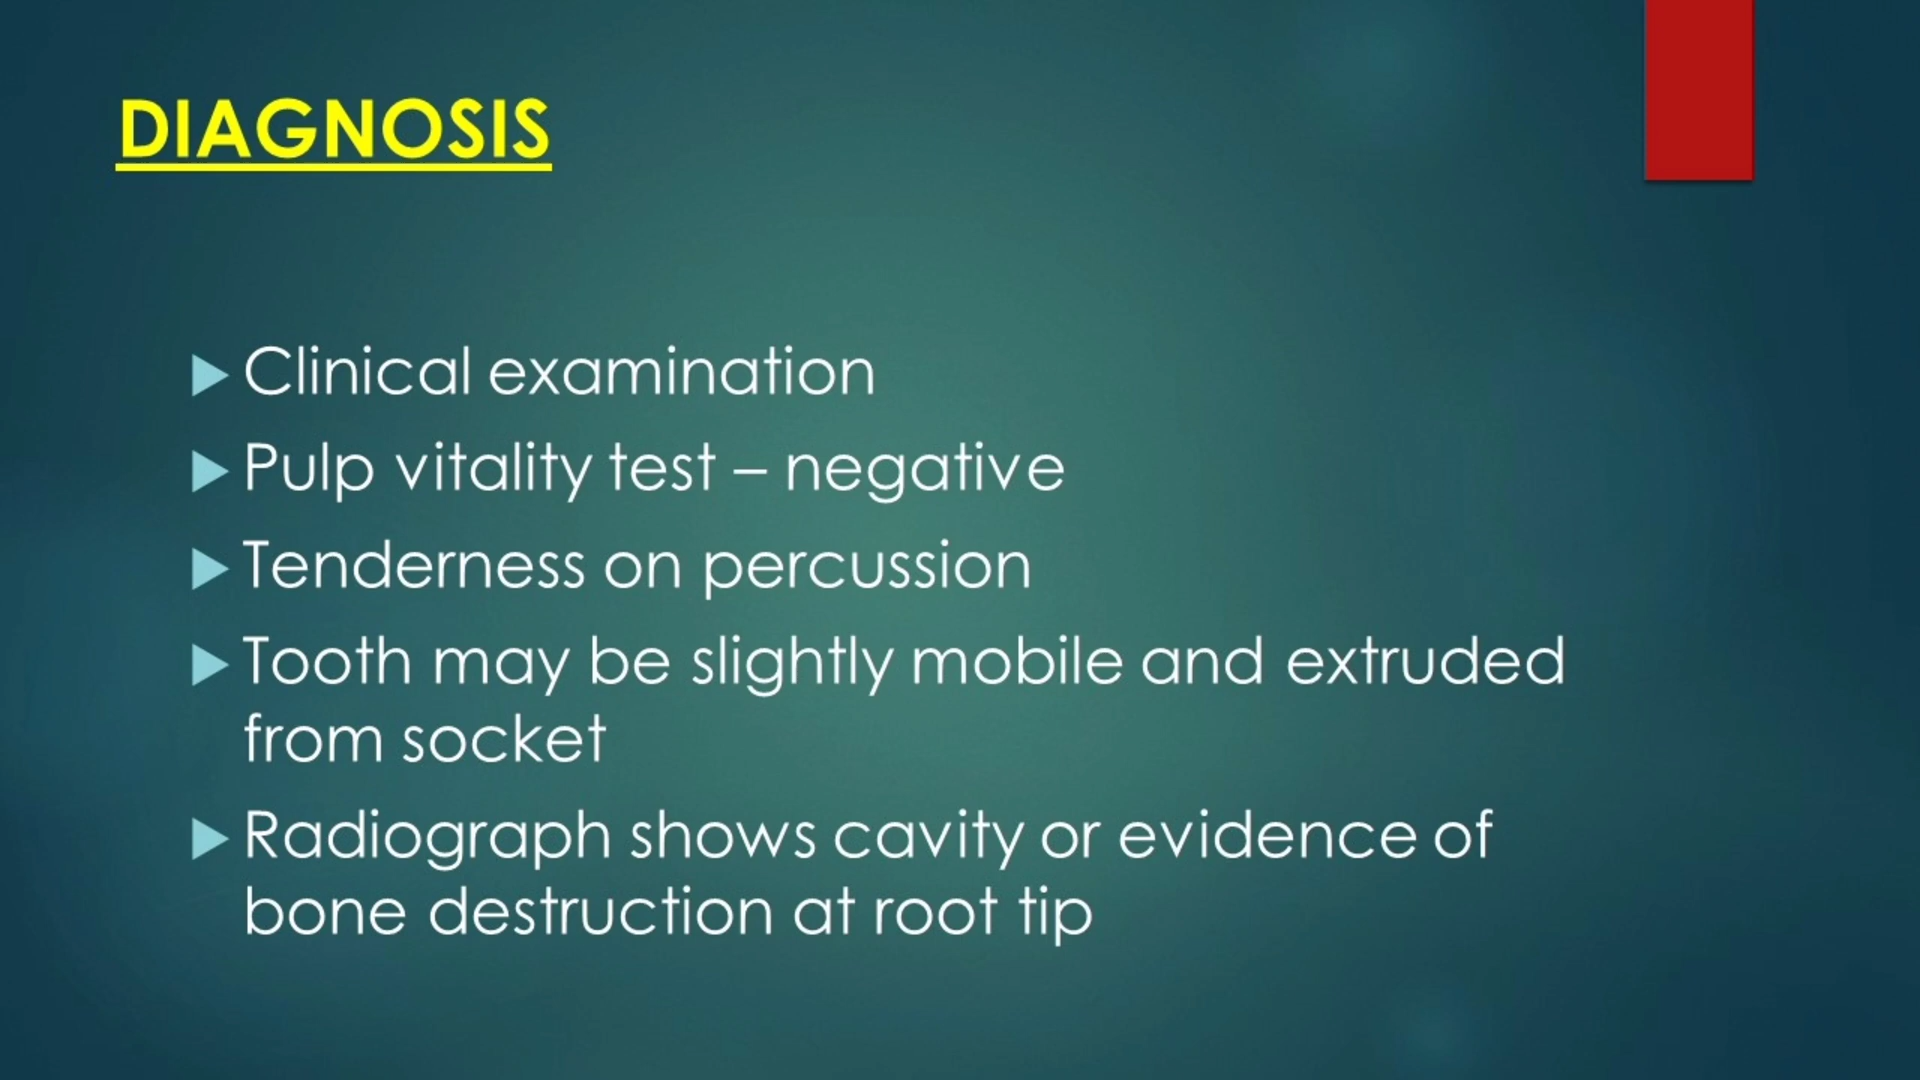 DIAGNOSIS
Clinical examination
Pulp vitality test – negative
Tenderness on percussion
Tooth may be slightly mobile and extruded
from socket
Radiograph shows cavity or evidence of
bone destruction at root tip